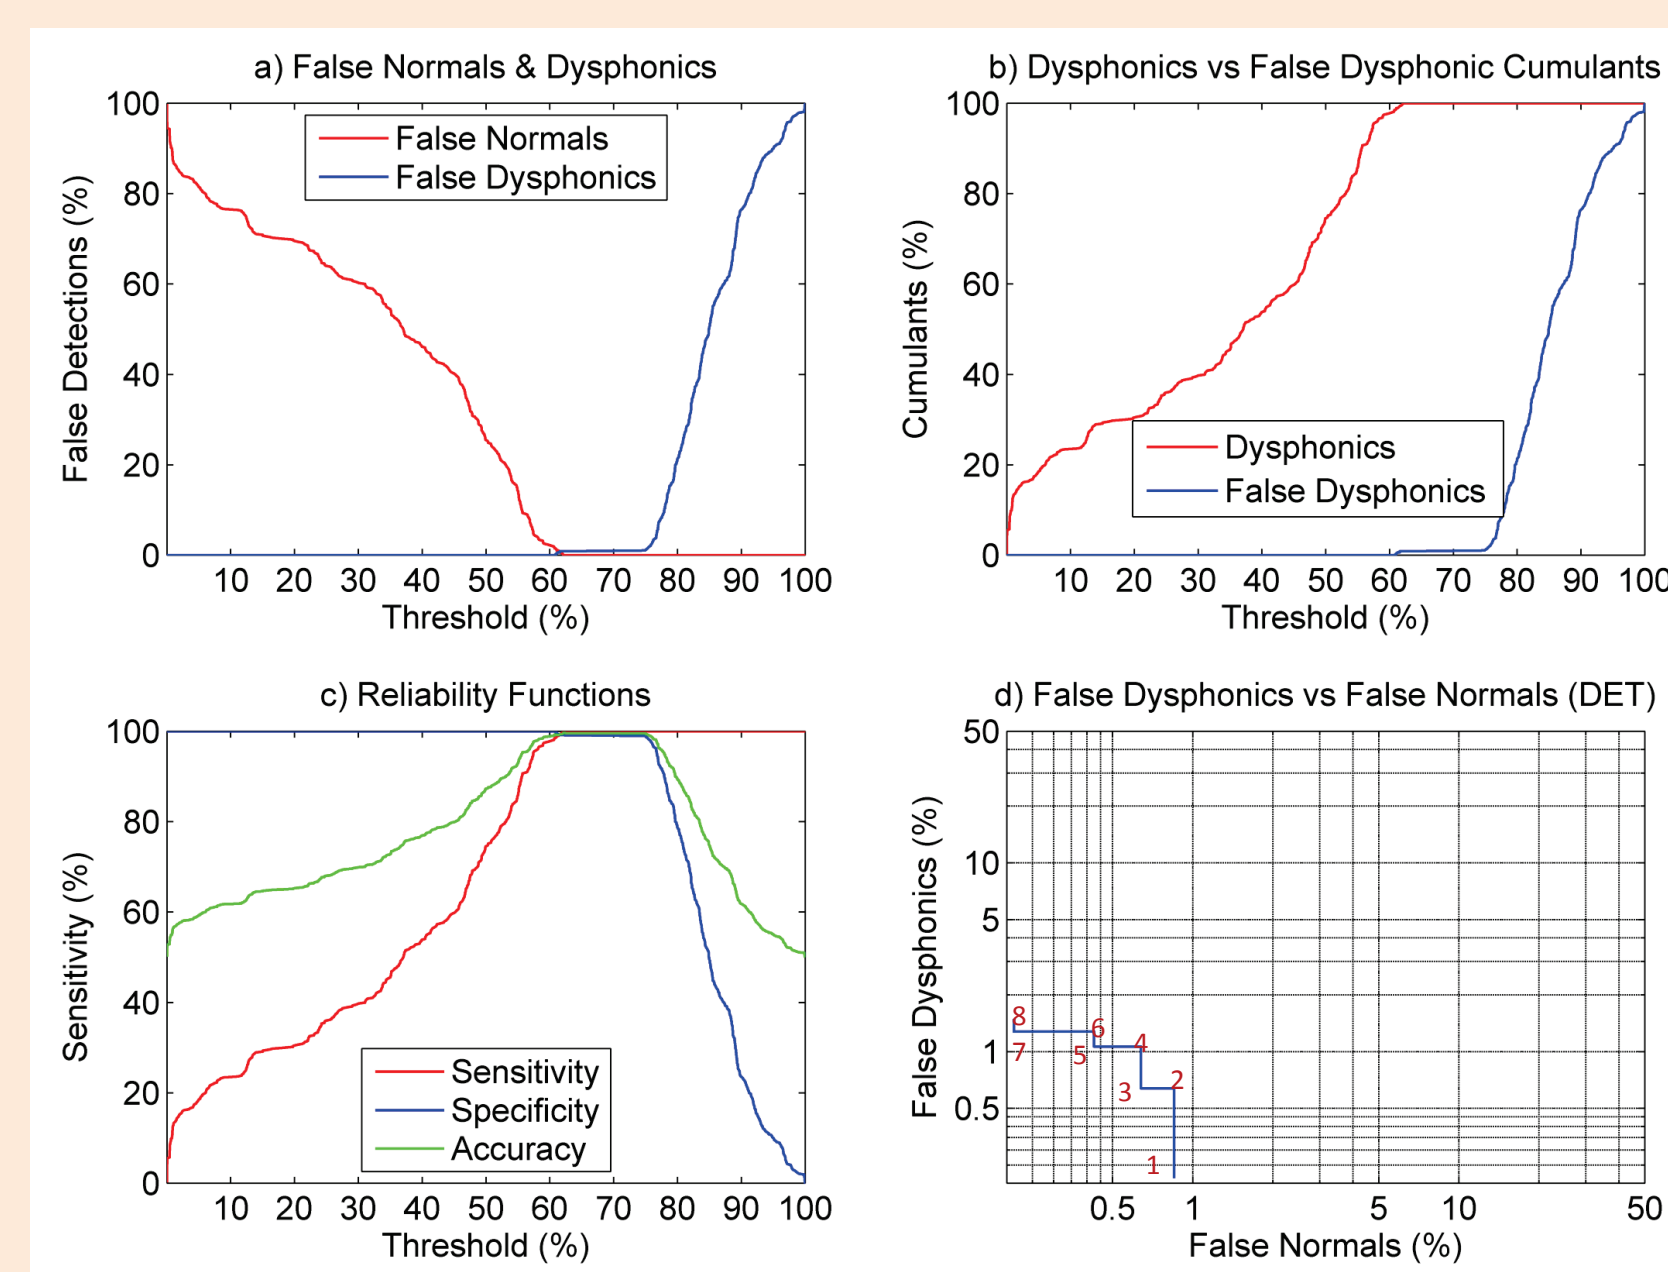 a) False Normals & Dysphonics
100
80
60
40
20
0
False Detections (%)
False Normals
False Dysphonics
10 20 30 40 50 60 70 80 90 100
Threshold (%)
b) Dysphonics vs False Dysphonic Cumulants
100
80
60
40
20
0
Cumulants (%)
Dysphonics
False Dysphonics
10 20 30 40 50 60 70 80 90 100
Threshold (%)
c) Reliability Functions
100
80
60
40
20
0
Sensitivity (%)
Sensitivity
Specificity
Accuracy
10 20 30 40 50 60 70 80 90 100
Threshold (%)
d) False Dysphonics vs False Normals (DET)
50
10
5
1
0.5
False Dysphonics (%)
8
7
6
5
4
3
2
1
0.5 1 5 10 50
False Normals (%)